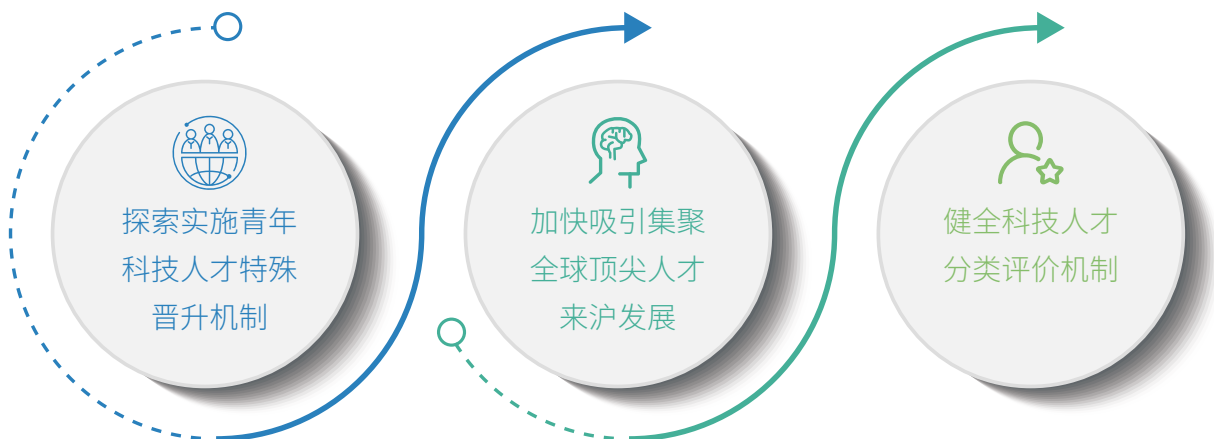 探索实施青年
科技人才特殊
晋升机制
加快吸引集聚
全球顶尖人才
来沪发展
健全科技人才
分类评价机制